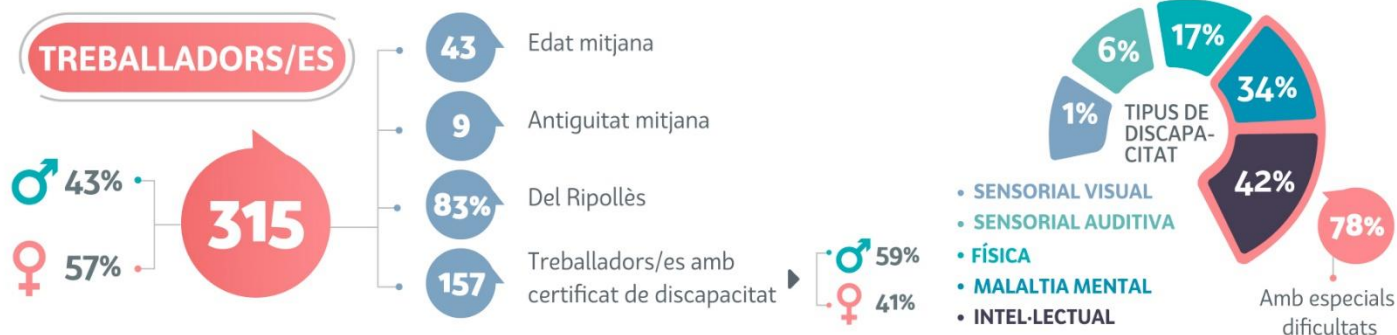 TREBALLADORS/ES
43%
57%
315
43
Edat mitjana
9
Antiguitat mitjana
83%
Del Ripollès
157
Treballadors/es amb
certificat de discapacitat
59%
41%
1%
6%
17%
34%
42%
TIPUS DE
DISCAPA-
CITAT
• SENSORIAL VISUAL
• SENSORIAL AUDITIVA
• FÍSICA
• MALALTIA MENTAL
• INTEL·LECTUAL
78%
Amb especials
dificultats